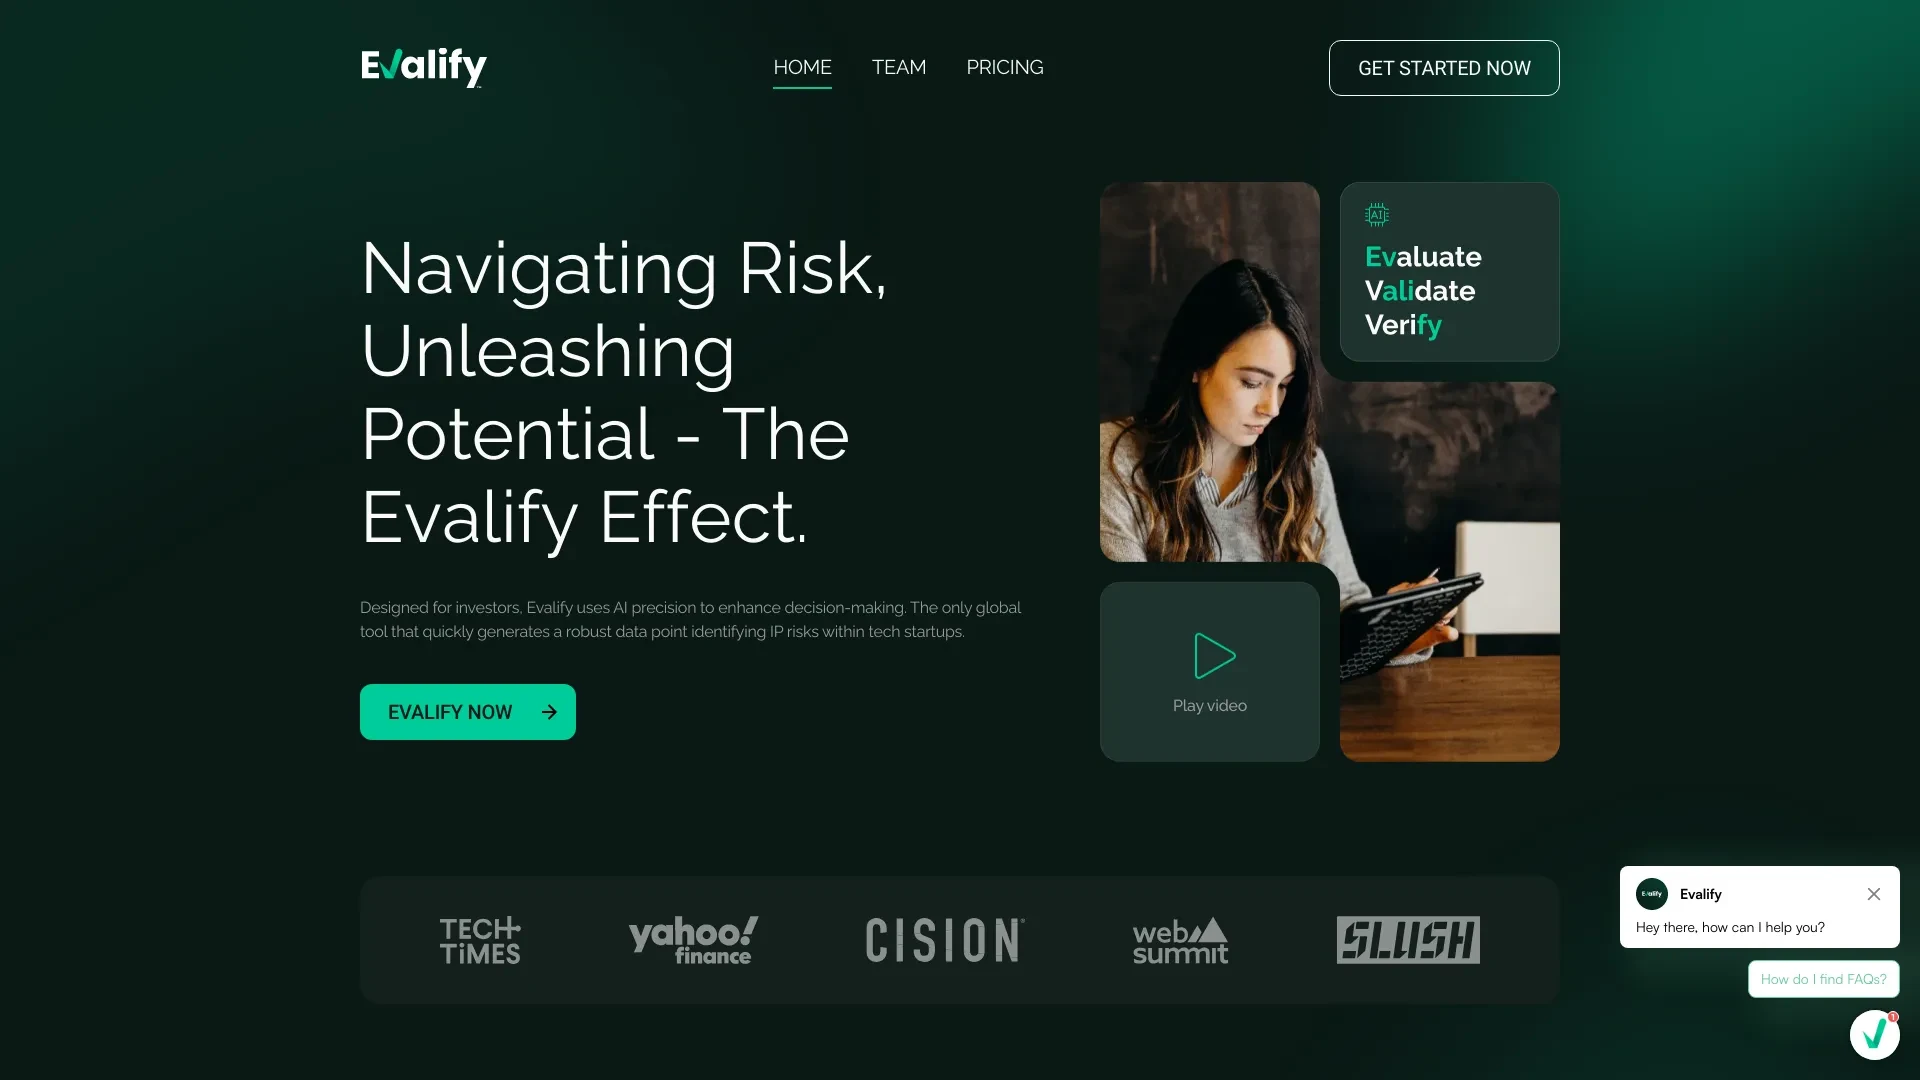 Evalify
HOME
TEAM
PRICING
GET STARTED NOW
Navigating Risk,
Unleashing
Potential - The
Evalify Effect.
Designed for investors, Evalify uses AI precision to enhance decision-making. The only global
tool that quickly generates a robust data point identifying IP risks within tech startups.
EVALIFY NOW
AI
Evaluate
Validate
Verify
Play video
TECH
TiMES
yahoo!
finance
CISION®
web
summit
SLUSH
Evalify
Evalify
Hey there, how can I help you?
How do I find FAQs?
1